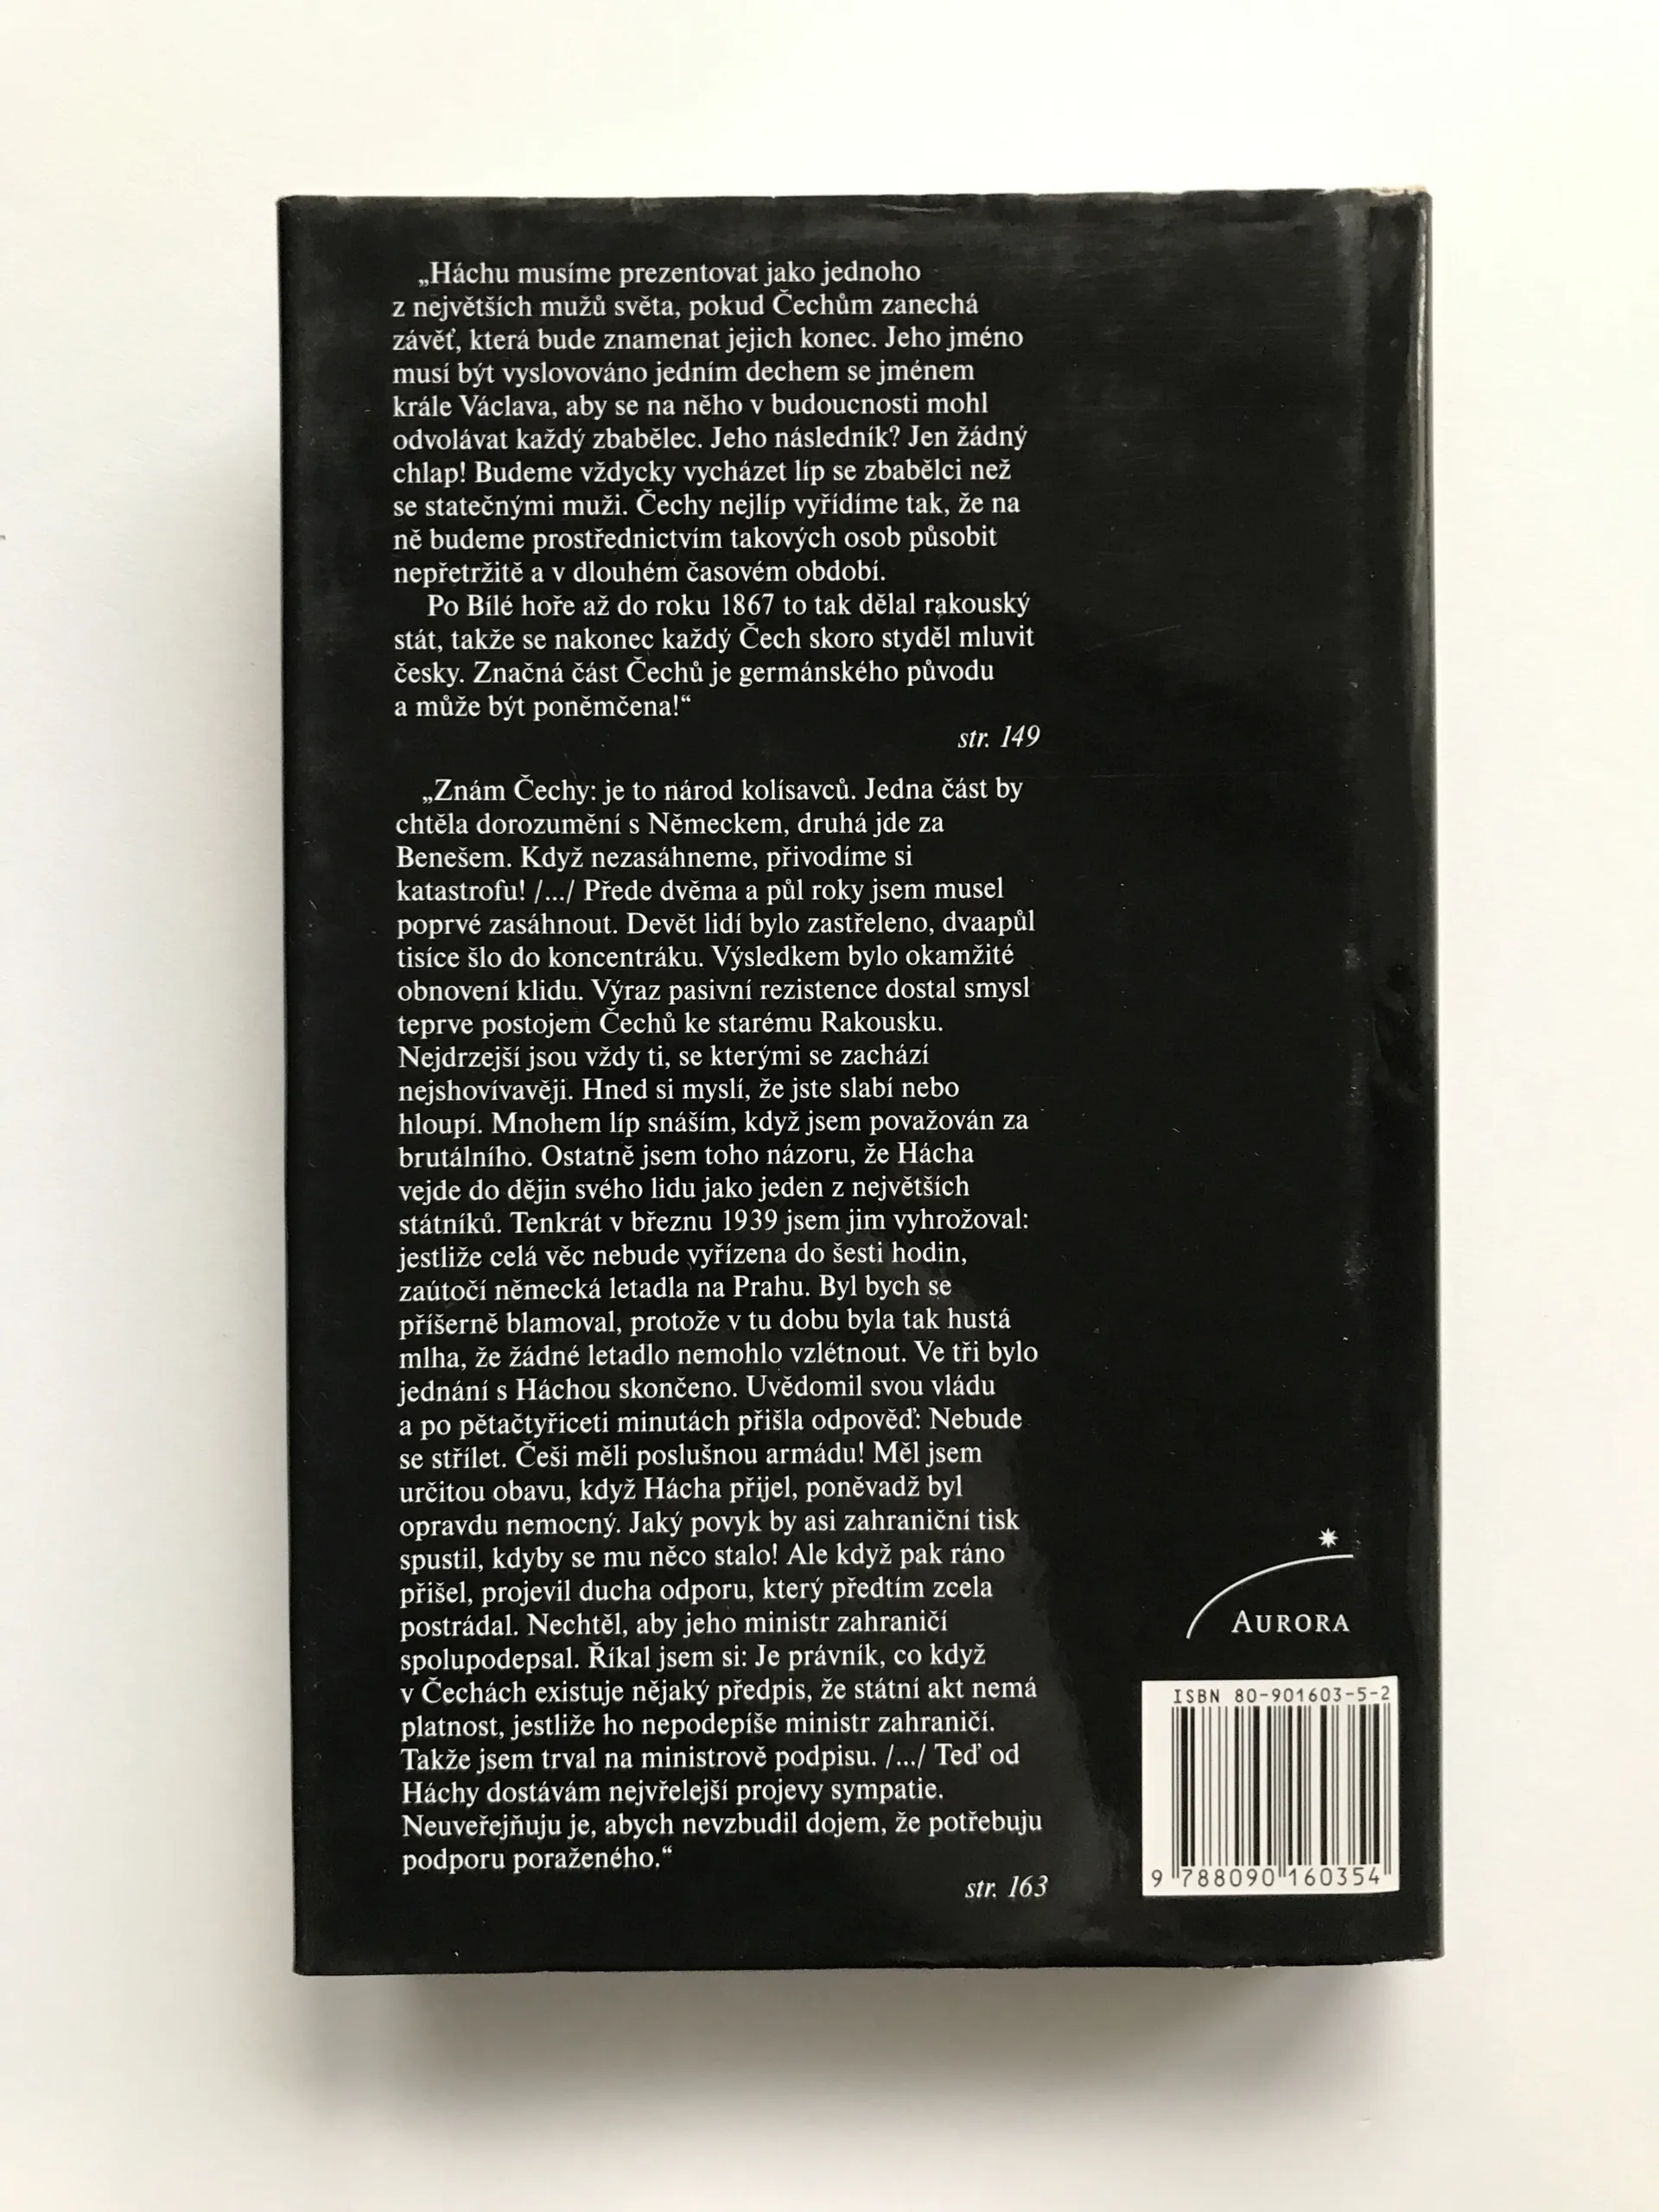 „Háchu musíme prezentovat jako jednoho
z největších mužů světa, pokud Čechům zanechá
závěť, která bude znamenat jejich konec. Jeho jméno
musí být vyslovováno jedním dechem se jménem
krále Václava, aby se na něho v budoucnosti mohl
odvolávat každý zbabělec. Jeho následník? Jen žádný
chlap! Budeme vždycky vycházet líp se zbabělci než
se statečnými muži. Čechy nejlíp vyřídíme tak, že na
ně budeme prostřednictvím takových osob působit
nepřetržitě a v dlouhém časovém období.
Po Bílé hoře až do roku 1867 to tak dělal rakouský
stát, takže se nakonec každý Čech skoro styděl mluvit
česky. Značná část Čechů je germánského původu
a může být poněmčena!“
str. 149
„Znám Čechy: je to národ kolísavců. Jedna část by
chtěla dorozumění s Německem, druhá jde za
Benešem. Když nezasáhneme, přivodíme si
katastrofu! /.../ Přede dvěma a půl roky jsem musel
poprvé zasáhnout. Devět lidí bylo zastřeleno, dvaapůl
tisíce šlo do koncentráku. Výsledkem bylo okamžité
obnovení klidu. Výraz pasivní rezistence dostal smysl
teprve postojem Čechů ke starému Rakousku.
Nejdrzejší jsou vždy ti, se kterými se zachází
nejshovívavěji. Hned si myslí, že jste slabí nebo
hloupí. Mnohem líp snáším, když jsem považován za
brutálního. Ostatně jsem toho názoru, že Hácha
vejde do dějin svého lidu jako jeden z největších
státníků. Tenkrát v březnu 1939 jsem jim vyhrožoval:
jestliže celá věc nebude vyřízena do šesti hodin,
zaútočí německá letadla na Prahu. Byl bych se
příšerně blamoval, protože v tu dobu byla tak hustá
mlha, že žádné letadlo nemohlo vzlétnout. Ve tři bylo
jednání s Háchou skončeno. Uvědomil svou vládu
a po pětačtyřiceti minutách přišla odpověď: Nebude
se střílet. Češi měli poslušnou armádu! Měl jsem
určitou obavu, když Hácha přijel, poněvadž byl
opravdu nemocný. Jaký povyk by asi zahraniční tisk
spustil, kdyby se mu něco stalo! Ale když pak ráno
přišel, projevil ducha odporu, který předtím zcela
postrádal. Nechtěl, aby jeho ministr zahraničí
spolupodepsal. Říkal jsem si: Je právník, co když
v Čechách existuje nějaký předpis, že státní akt nemá
platnost, jestliže ho nepodepíše ministr zahraničí.
Takže jsem trval na ministrově podpisu. /.../ Teď od
Háchy dostávám nejvřelejší projevy sympatie.
Neuveřejňuju je, abych nevzbudil dojem, že potřebuju
podporu poraženého.“
str. 163
AURORA
ISBN 80-901603-5-2
9 788090 160354